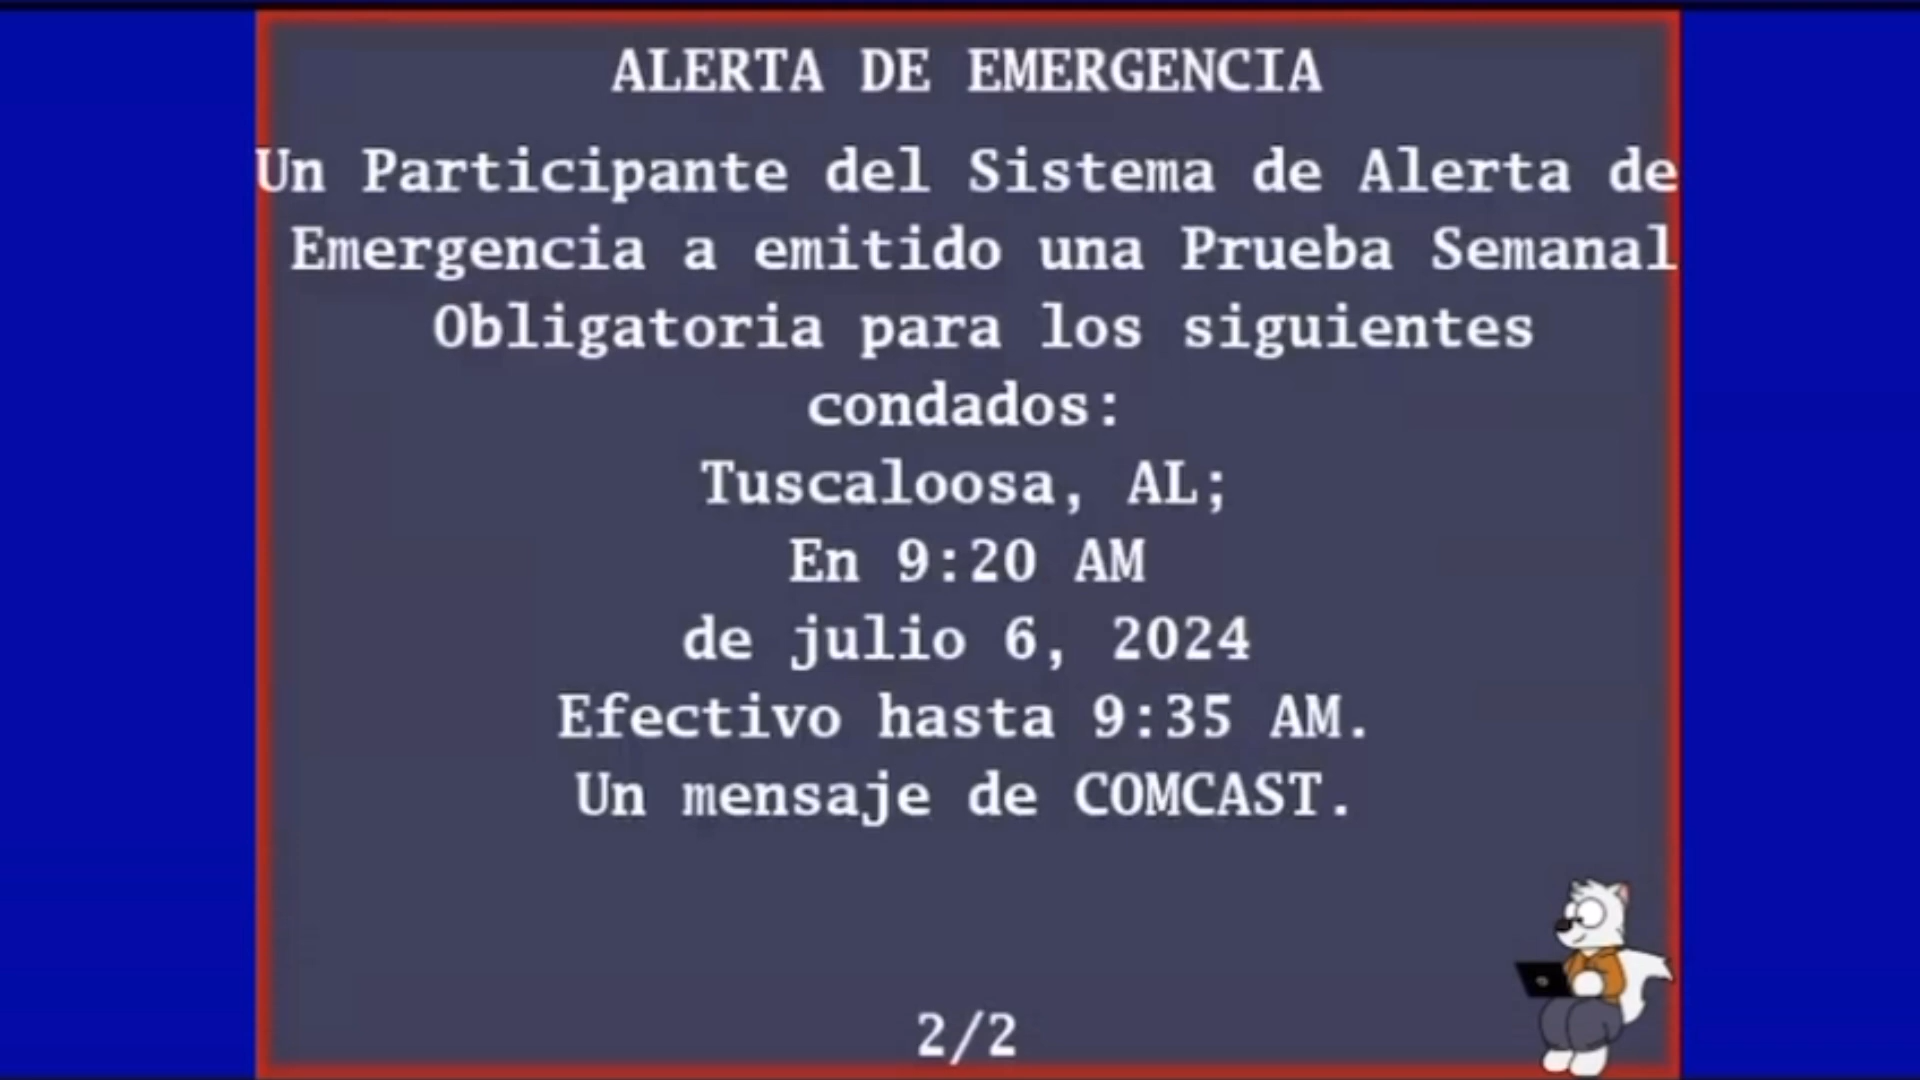 ALERTA DE EMERGENCIA
Un Participante del Sistema de Alerta de
Emergencia a emitido una Prueba Semanal
Obligatoria para los siguientes
condados:
Tuscaloosa, AL;
En 9:20 AM
de julio 6, 2024
Efectivo hasta 9:35 AM.
Un mensaje de COMCAST.
2/2